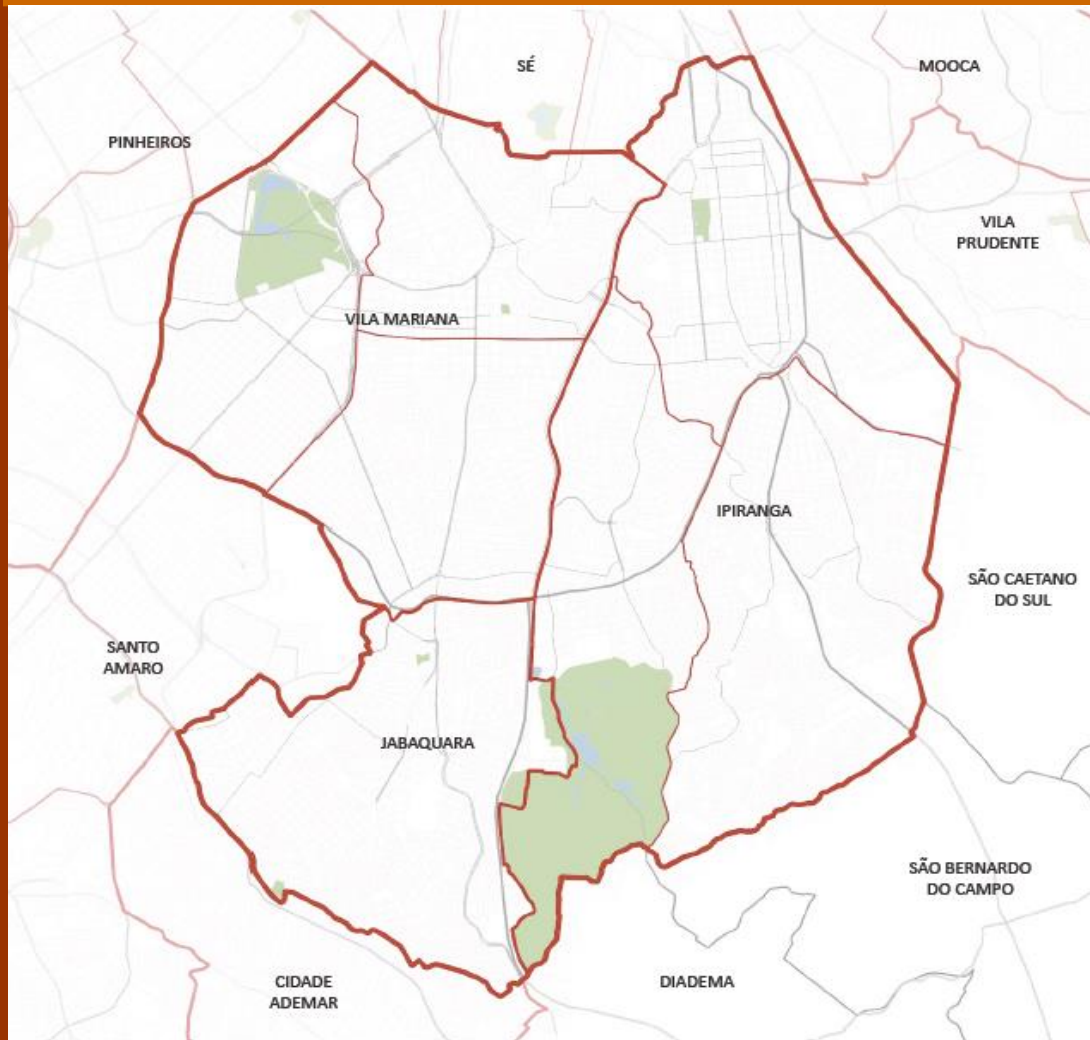 SÉ
MOOCA
PINHEIROS
VILA
PRUDENTE
VILA MARIANA
IPIRANGA
SÃO CAETANO
DO SUL
SANTO
AMARO
JABAQUARA
SÃO BERNARDO
DO CAMPO
CIDADE
ADEMAR
DIADEMA